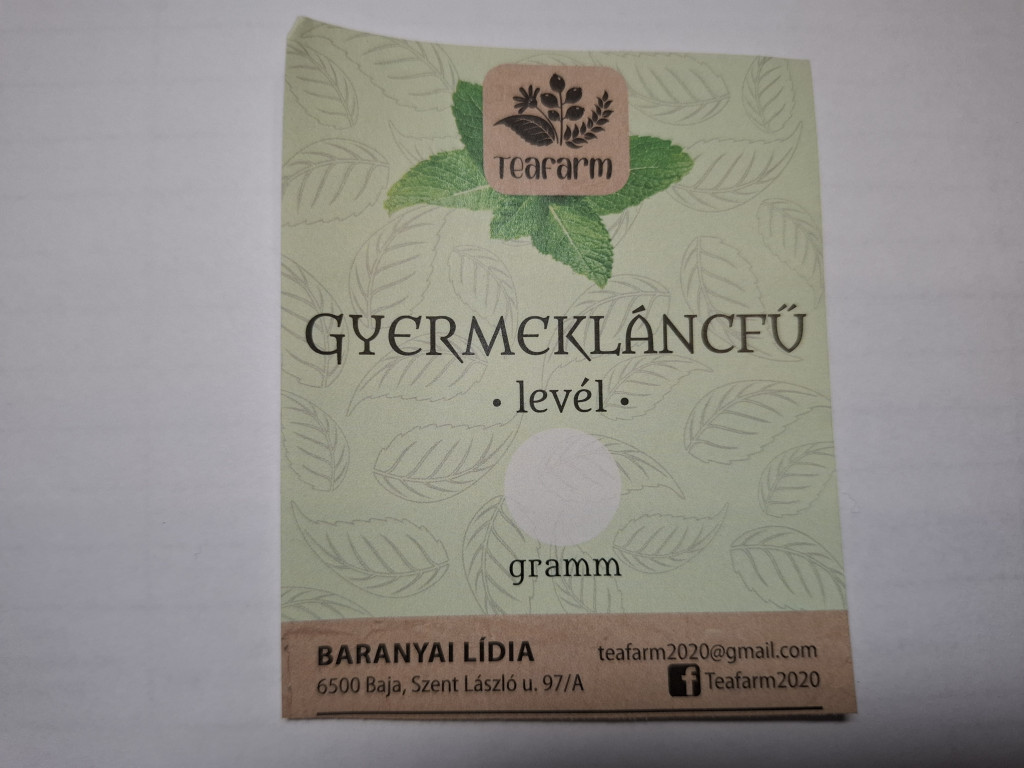 Teafarm
GYERMEKLÁNCFŰ
• levél •
gramm
BARANYAI LÍDIA
6500 Baja, Szent László u. 97/A
teafarm2020@gmail.com
f Teafarm2020